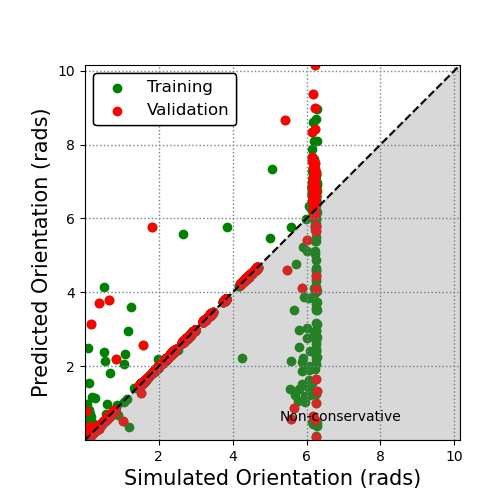 Training
Validation
10
8
6
4
2
2
4
6
8
10
Non-conservative
Predicted Orientation (rads)
Simulated Orientation (rads)